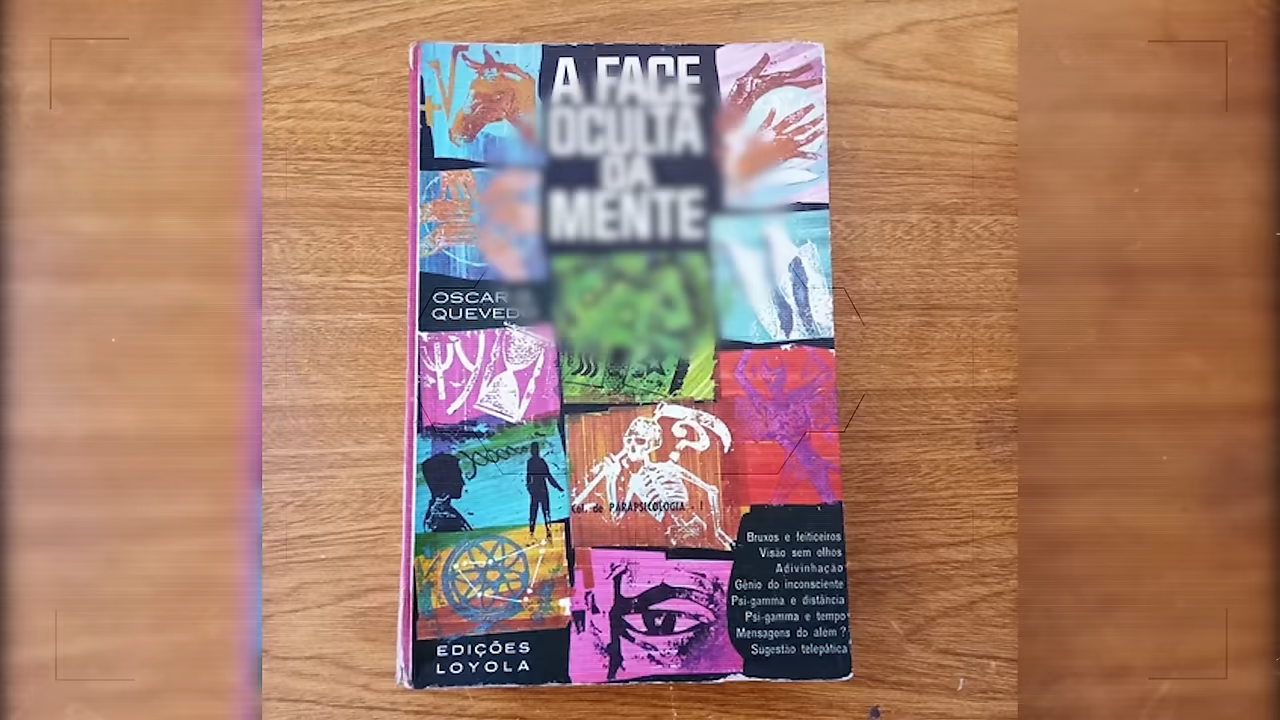 A FACE
OCULTA
DA
MENTE
OSCAR
QUEVEDO
Col. de PARAPSICOLOGIA - I
Bruxos e feiticeiros
Visão sem olhos
Adivinhação
Gênio do inconsciente
Psi-gamma e distância
Psi-gamma e tempo
Mensagens do além ?
Sugestão telepática
EDIÇÕES
LOYOLA